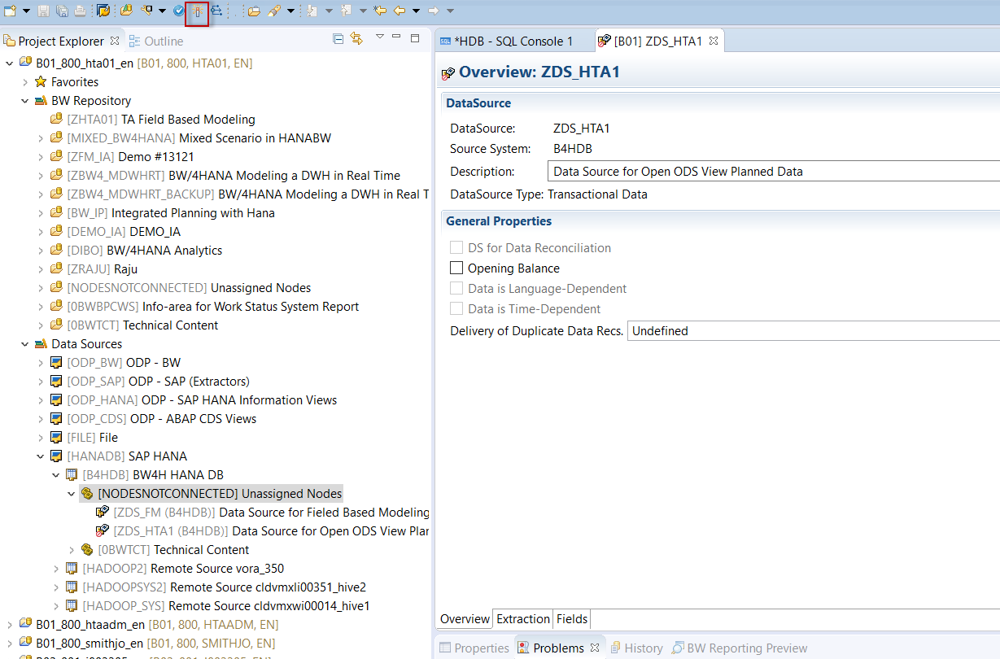 Project Explorer
Outline
B01_800_hta01_en [B01, 800, HTA01, EN]
Favorites
BW Repository
[ZHTA01] TA Field Based Modeling
[MIXED_BW4HANA] Mixed Scenario in HANABW
[ZFM_IA] Demo #13121
[ZBW4_MDWHRT] BW/4HANA Modeling a DWH in Real Time
[ZBW4_MDWHRT_BACKUP] BW/4HANA Modeling a DWH in Real T
[BW_IP] Integrated Planning with Hana
[DEMO_IA] DEMO_IA
[DIBO] BW/4HANA Analytics
[ZRAJU] Raju
[NODESNOTCONNECTED] Unassigned Nodes
[0BWBPCWS] Info-area for Work Status System Report
[0BWTCT] Technical Content
Data Sources
[ODP_BW] ODP - BW
[ODP_SAP] ODP - SAP (Extractors)
[ODP_HANA] ODP - SAP HANA Information Views
[ODP_CDS] ODP - ABAP CDS Views
[FILE] File
[HANADB] SAP HANA
[B4HDB] BW4H HANA DB
[NODESNOTCONNECTED] Unassigned Nodes
[ZDS_FM (B4HDB)] Data Source for Fieled Based Modeling
[ZDS_HTA1 (B4HDB)] Data Source for Open ODS View Plan
[0BWTCT] Technical Content
[HADOOP2] Remote Source vora_350
[HADOOPSYS2] Remote Source cldvmxli00351_hive2
[HADOOP_SYS] Remote Source cldvmxwi00014_hive1
B01_800_htaadm_en [B01, 800, HTAADM, EN]
B01_800_smithjo_en [B01, 800, SMITHJO, EN]
SQL
*HDB - SQL Console 1
[B01] ZDS_HTA1
Overview: ZDS_HTA1
DataSource
DataSource: ZDS_HTA1
Source System: B4HDB
Description: Data Source for Open ODS View Planned Data
DataSource Type: Transactional Data
General Properties
DS for Data Reconciliation
Opening Balance
Data is Language-Dependent
Data is Time-Dependent
Delivery of Duplicate Data Recs. Undefined
Overview
Extraction
Fields
Properties
Problems
History
BW Reporting Preview